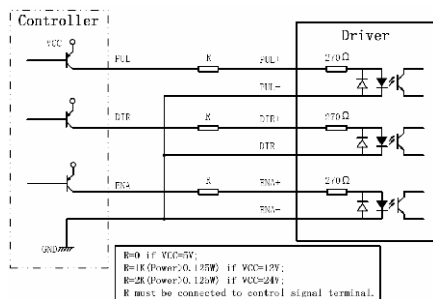 Controller
Driver
VCC
PUL
R
PUL+
270Ω
PUL-
DIR
R
DIR+
270Ω
DIR
ENA
R
ENA+
270Ω
ENA-
GND
R=0 if VCC=5V;
R=1K(Power>0.125W) if VCC=12V;
R=2K(Power>0.125W) if VCC=24V;
R must be connected to control signal terminal.